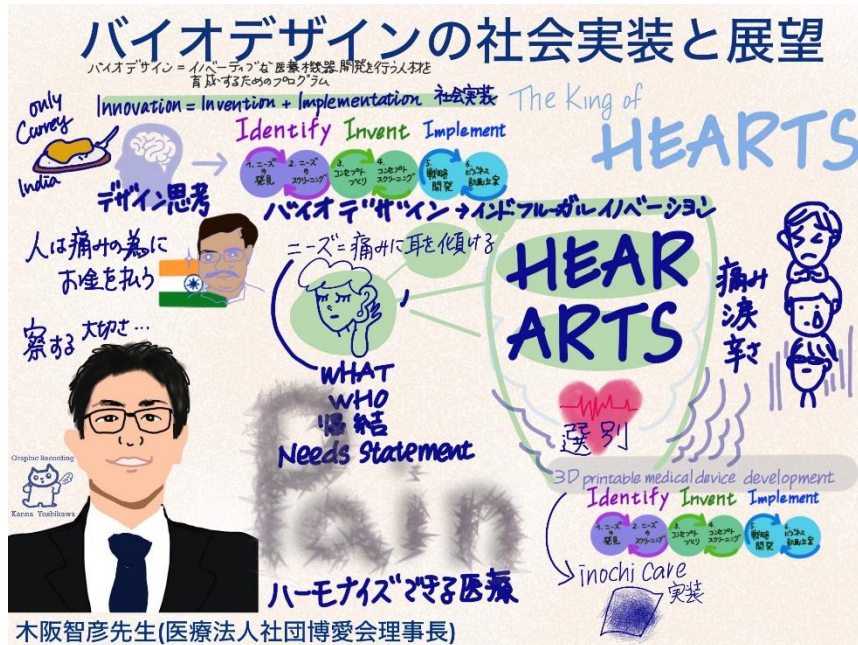 バイオデザインの社会実装と展望
バイオデザイン=イノベーティブな医療機器開発を行う人材を
育成するためのプログラム
Innovation = Invention + Implementation 社会実装
The King of
HEARTS
only
Currey
India
デザイン思考
Identify Invent Implement
1. ニーズの発見
2. ニーズのスクリーニング
3. コンセプトづくり
4. コンセプトスクリーニング
5. 戦略開発
6. ビジネス計画立案
バイオデザイン→インドフルーガルイノベーション
人は痛みの為に
お金を払う
ニーズ=痛みに耳を傾ける
HEAR
ARTS
痛み
涙
辛さ
察する大切さ…
WHAT
WHO
帰結
Needs Statement
選別
Pain
Graphic Recording
Kanna Yoshikawa
3D printable medical device development
Identify Invent Implement
1. ニーズの発見
2. ニーズのスクリーニング
3. コンセプトづくり
4. コンセプトスクリーニング
5. 戦略開発
6. ビジネス計画立案
inochi care
実装
ハーモナイズできる医療
木阪智彦先生(医療法人社団博愛会理事長)